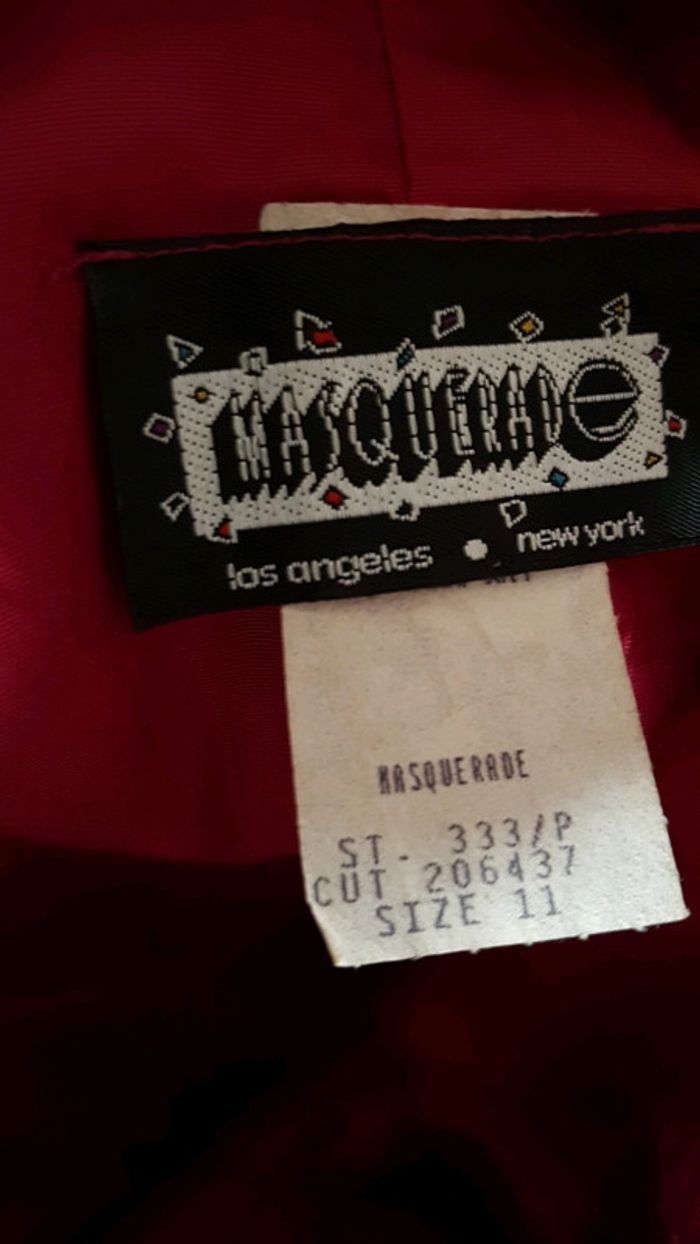 MASQUERADE
los angeles • new york
MASQUERADE
ST. 333/P
CUT 206437
SIZE 11